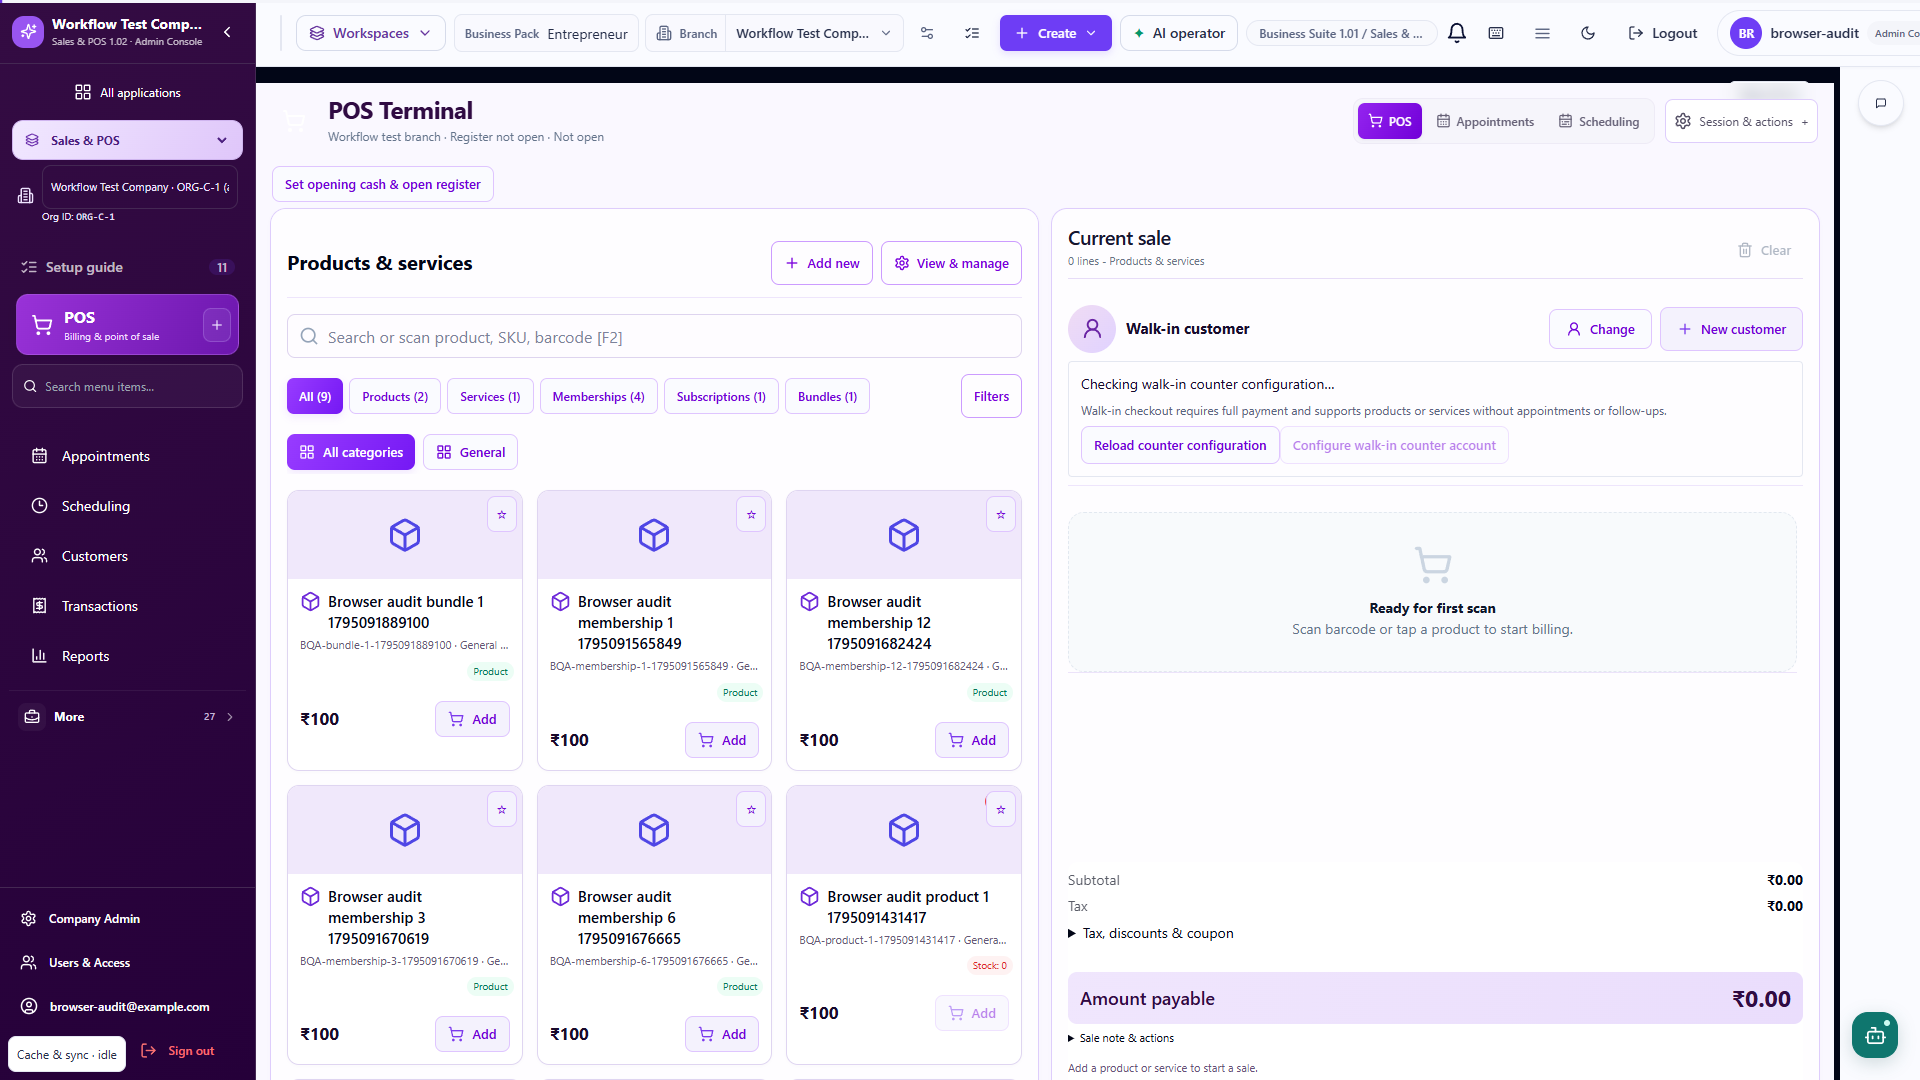 Workflow Test Comp...
Sales & POS 1.02 · Admin Console
All applications
Sales & POS
Workflow Test Company · ORG-C-1 (
Org ID: ORG-C-1
Setup guide 11
POS
Billing & point of sale
Search menu items...
Appointments
Scheduling
Customers
Transactions
Reports
More 27
Company Admin
Users & Access
browser-audit@example.com
Cache & sync · idle
Sign out
Workspaces
Business Pack Entrepreneur
Branch Workflow Test Comp...
Create
AI operator
Business Suite 1.01 / Sales & ...
Logout
BR browser-audit
Admin Co
POS Terminal
Workflow test branch · Register not open · Not open
POS
Appointments
Scheduling
Session & actions +
Set opening cash & open register
Products & services
Add new
View & manage
Search or scan product, SKU, barcode [F2]
All (9)
Products (2)
Services (1)
Memberships (4)
Subscriptions (1)
Bundles (1)
Filters
All categories
General
Browser audit bundle 1
1795091889100
BQA-bundle-1-1795091889100 · General ...
Product
₹100
Add
Browser audit
membership 1
1795091565849
BQA-membership-1-1795091565849 · Ge...
Product
₹100
Add
Browser audit
membership 12
1795091682424
BQA-membership-12-1795091682424 · G...
Product
₹100
Add
Browser audit
membership 3
1795091670619
BQA-membership-3-1795091670619 · Ge...
Product
₹100
Add
Browser audit
membership 6
1795091676665
BQA-membership-6-1795091676665 · Ge...
Product
₹100
Add
Browser audit product 1
1795091431417
BQA-product-1-1795091431417 · Genera...
Stock: 0
₹100
Add
Current sale
0 lines - Products & services
Clear
Walk-in customer
Change
New customer
Checking walk-in counter configuration...
Walk-in checkout requires full payment and supports products or services without appointments or follow-ups.
Reload counter configuration
Configure walk-in counter account
Ready for first scan
Scan barcode or tap a product to start billing.
Subtotal ₹0.00
Tax ₹0.00
Tax, discounts & coupon
Amount payable ₹0.00
Sale note & actions
Add a product or service to start a sale.